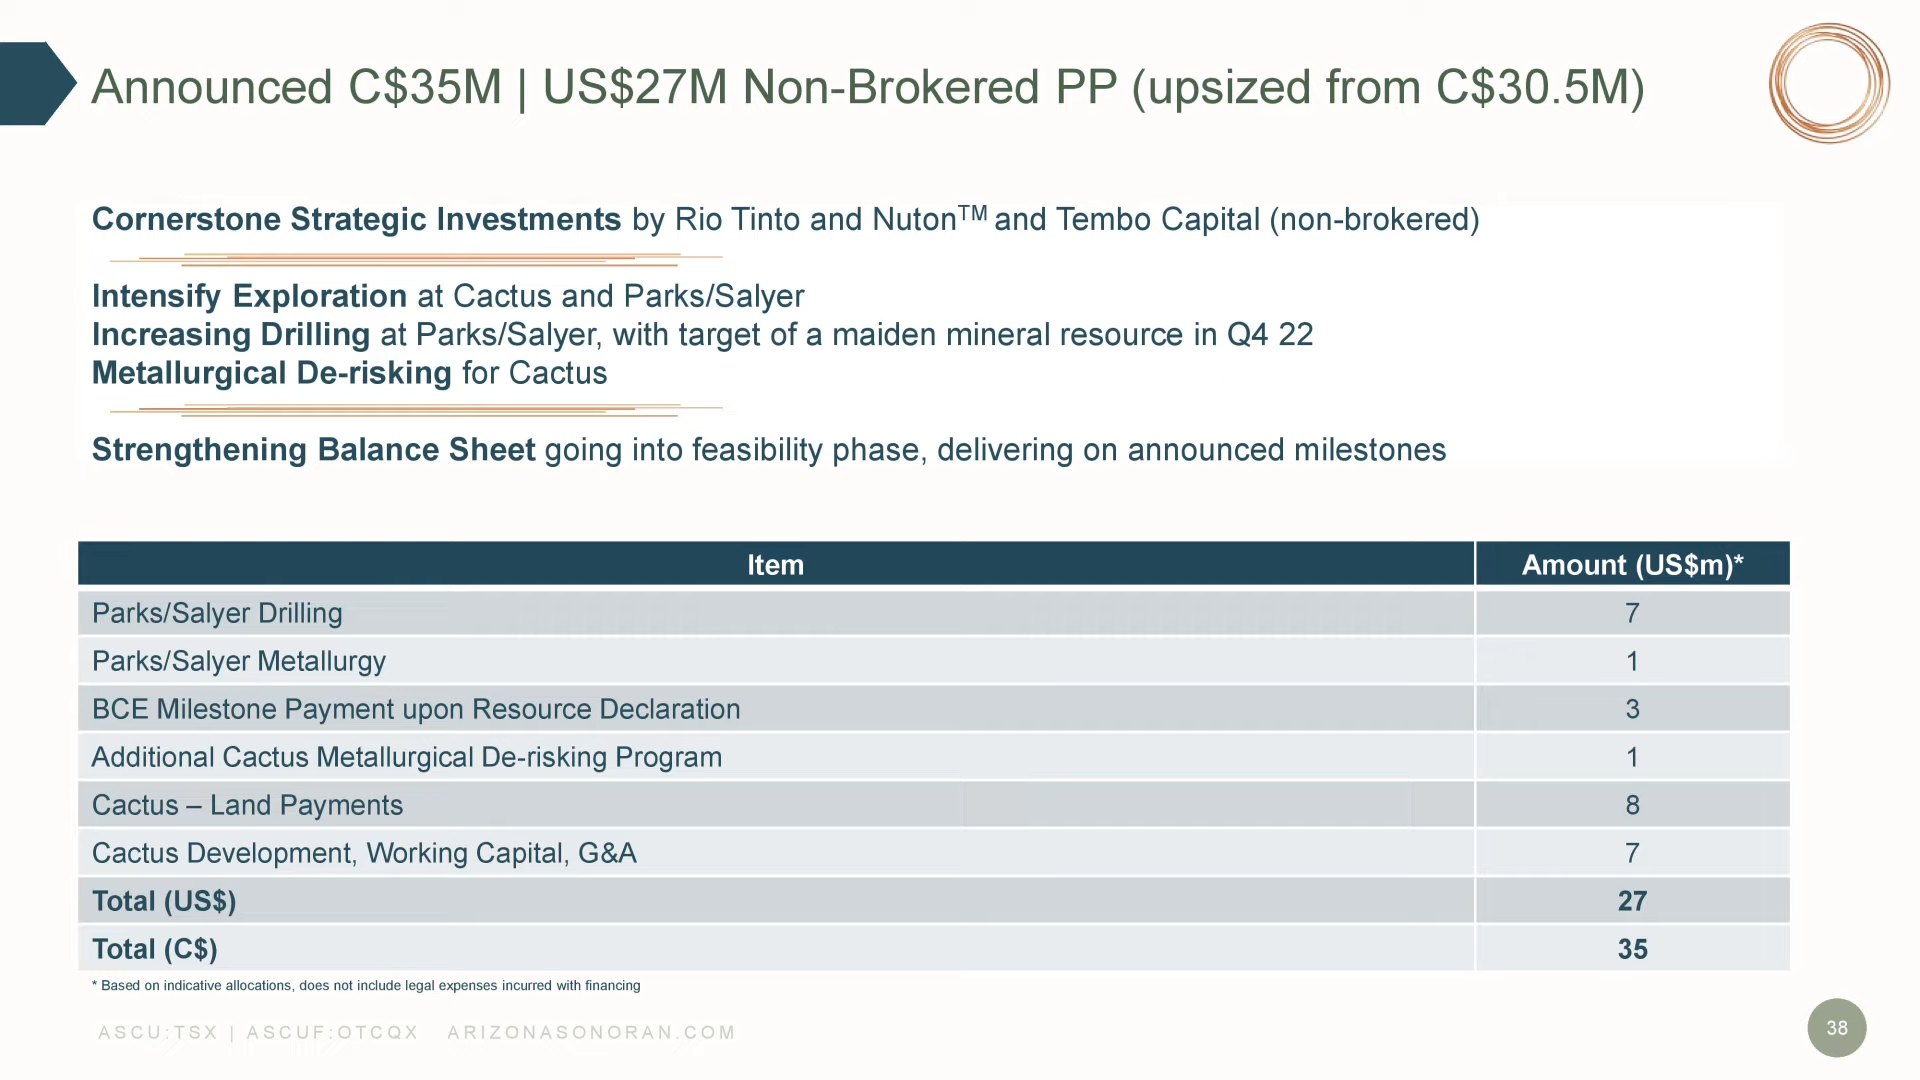 Announced C$35M | US$27M Non-Brokered PP (upsized from C$30.5M)
Cornerstone Strategic Investments by Rio Tinto and Nuton™ and Tembo Capital (non-brokered)
Intensify Exploration at Cactus and Parks/Salyer
Increasing Drilling at Parks/Salyer, with target of a maiden mineral resource in Q4 22
Metallurgical De-risking for Cactus
Strengthening Balance Sheet going into feasibility phase, delivering on announced milestones
Item Amount (US$m)*
Parks/Salyer Drilling 7
Parks/Salyer Metallurgy 1
BCE Milestone Payment upon Resource Declaration 3
Additional Cactus Metallurgical De-risking Program 1
Cactus – Land Payments 8
Cactus Development, Working Capital, G&A 7
Total (US$) 27
Total (C$) 35
* Based on indicative allocations, does not include legal expenses incurred with financing
ASCU:TSX | ASCUF:OTCQX ARIZONASONORAN.COM
38